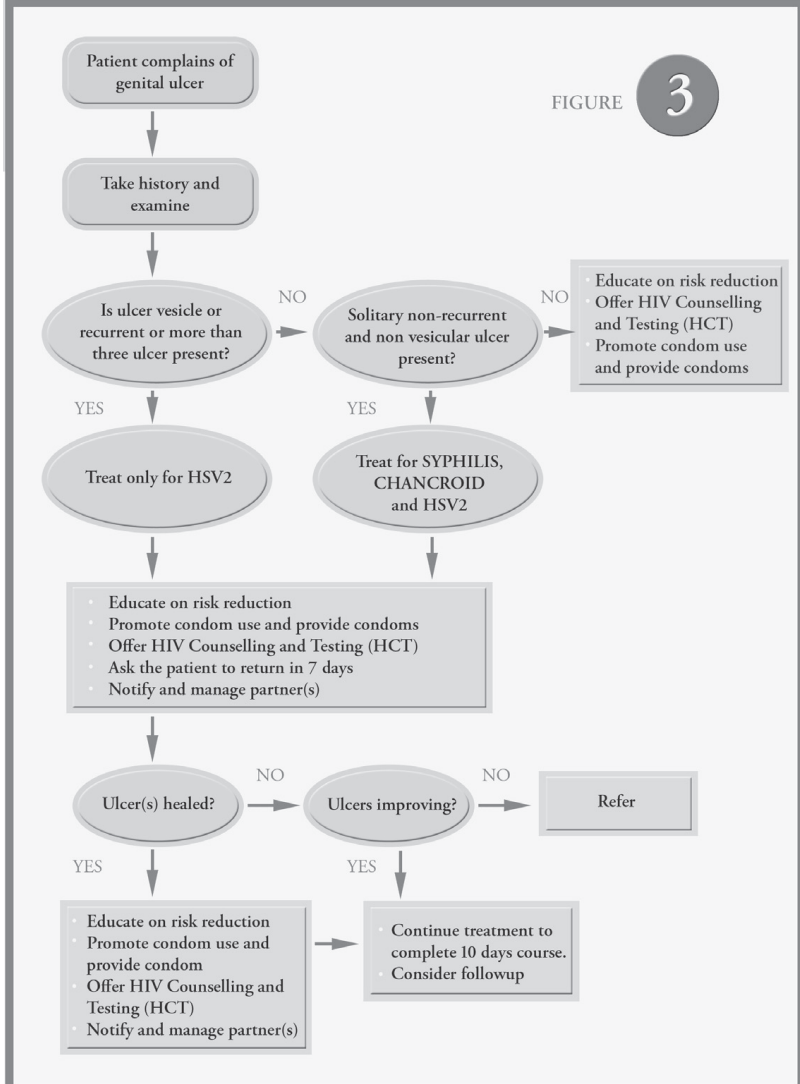 Patient complains of
genital ulcer
FIGURE 3
Take history and
examine
Is ulcer vesicle or
recurrent or more than
three ulcer present?
NO
Solitary non-recurrent
and non vesicular ulcer
present?
NO
· Educate on risk reduction
· Offer HIV Counselling
and Testing (HCT)
· Promote condom use
and provide condoms
YES
YES
Treat only for HSV2
Treat for SYPHILIS,
CHANCROID
and HSV2
· Educate on risk reduction
· Promote condom use and provide condoms
· Offer HIV Counselling and Testing (HCT)
· Ask the patient to return in 7 days
· Notify and manage partner(s)
Ulcer(s) healed?
NO
Ulcers improving?
NO
Refer
YES
YES
· Educate on risk reduction
· Promote condom use and
provide condom
· Offer HIV Counselling and
Testing (HCT)
· Notify and manage partner(s)
· Continue treatment to
complete 10 days course.
· Consider followup